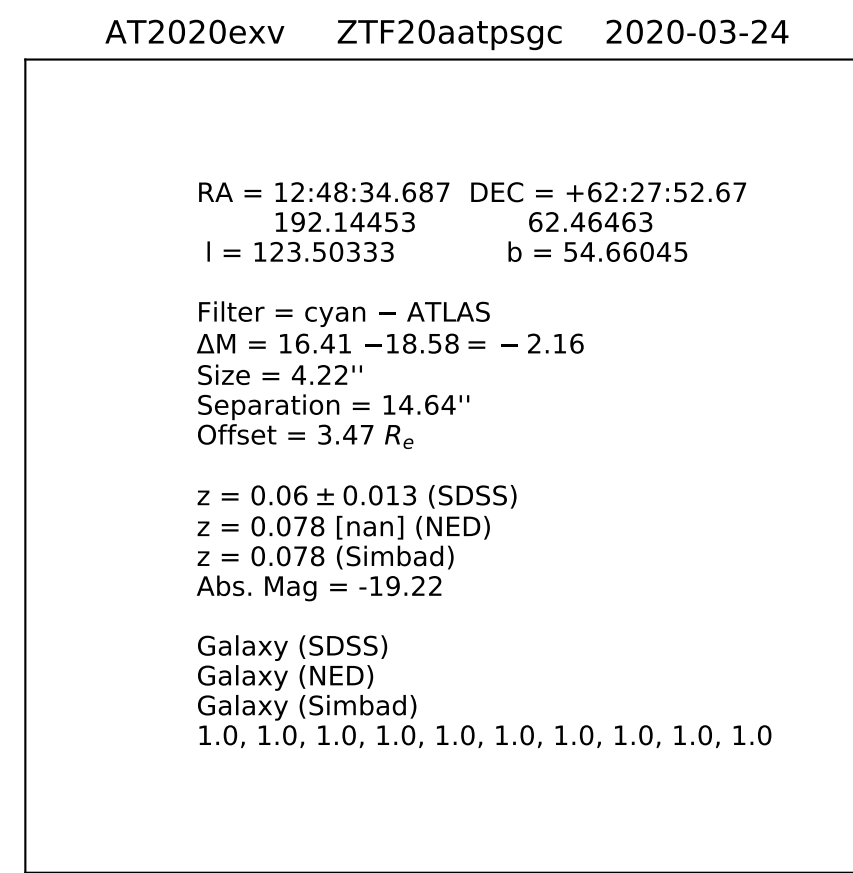 AT2020exv ZTF20aatpsgc 2020-03-24
RA = 12:48:34.687 DEC = +62:27:52.67
192.14453 62.46463
l = 123.50333 b = 54.66045
Filter = cyan − ATLAS
ΔM = 16.41 −18.58 = − 2.16
Size = 4.22''
Separation = 14.64''
Offset = 3.47 Re
z = 0.06 ± 0.013 (SDSS)
z = 0.078 [nan] (NED)
z = 0.078 (Simbad)
Abs. Mag = -19.22
Galaxy (SDSS)
Galaxy (NED)
Galaxy (Simbad)
1.0, 1.0, 1.0, 1.0, 1.0, 1.0, 1.0, 1.0, 1.0, 1.0